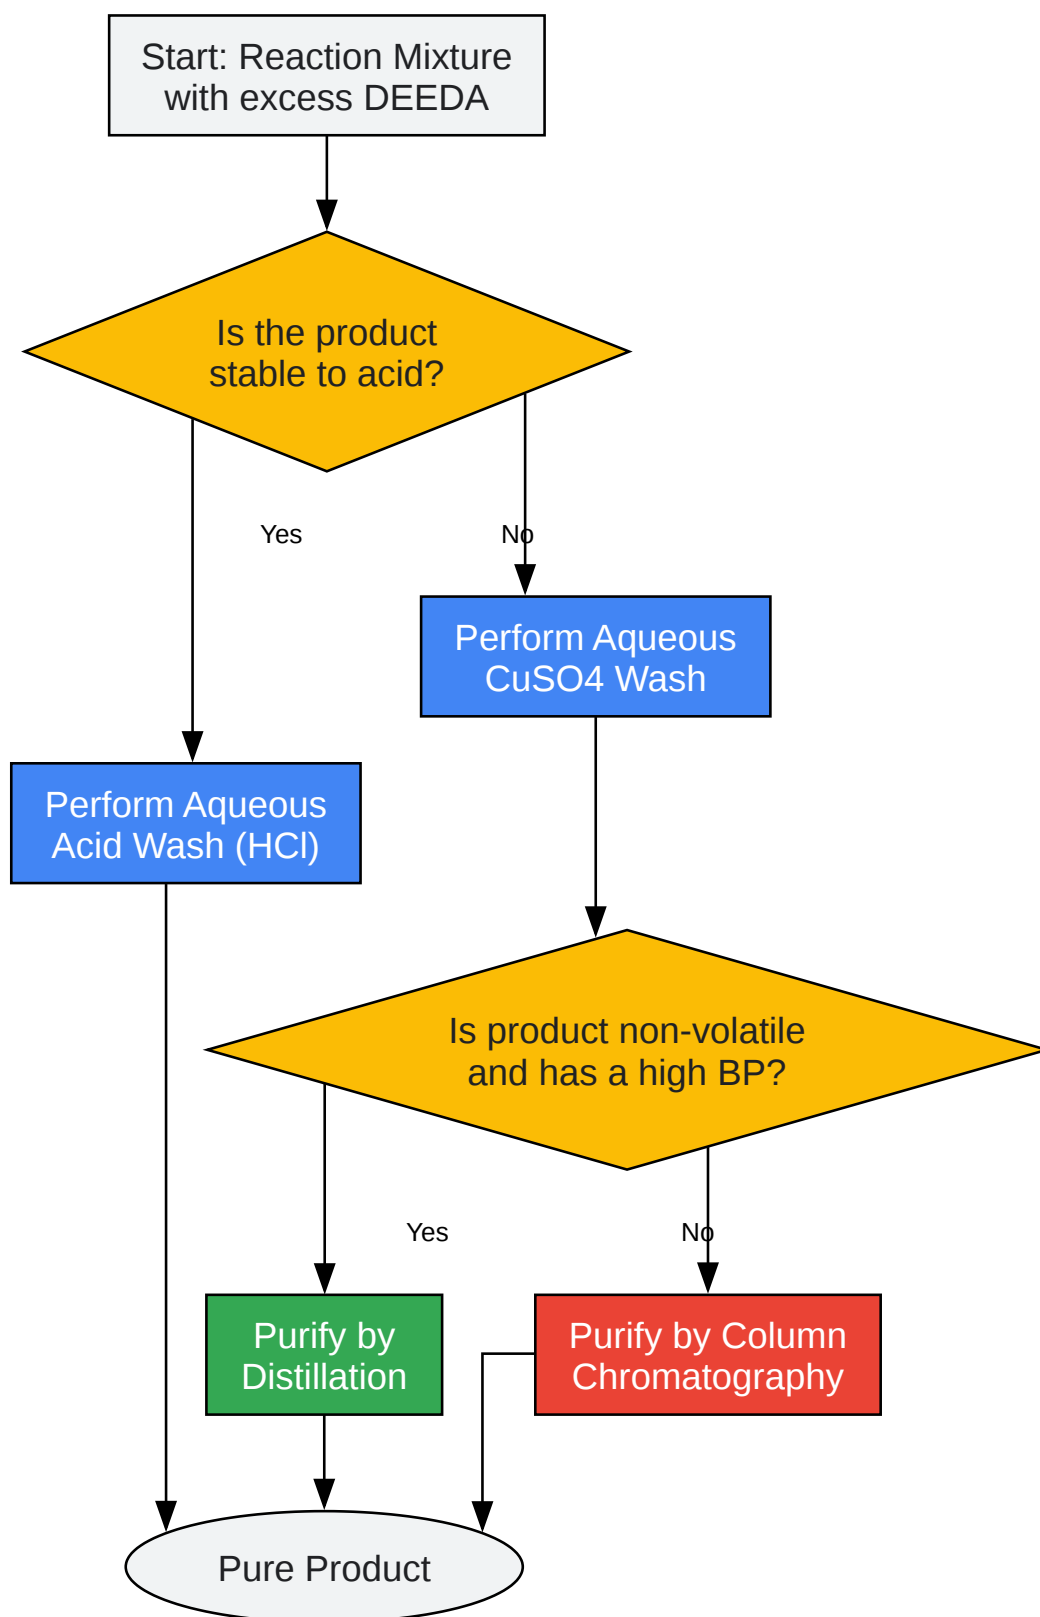 Start: Reaction Mixture
with excess DEEDA
Is the product
stable to acid?
Yes
No
Perform Aqueous
CuSO4 Wash
Perform Aqueous
Acid Wash (HCl)
Is product non-volatile
and has a high BP?
Yes
No
Purify by
Distillation
Purify by Column
Chromatography
Pure Product